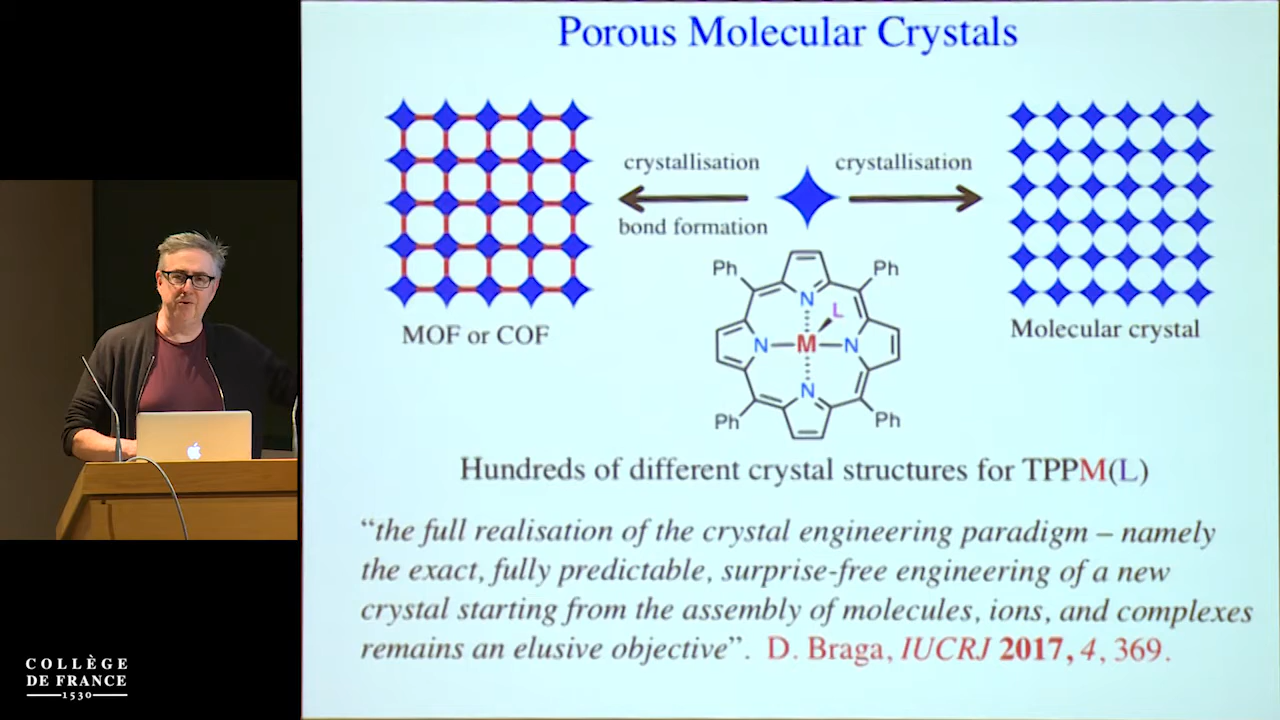 Porous Molecular Crystals
crystallisation
crystallisation
bond formation
MOF or COF
Molecular crystal
Ph
Ph
N
L
N
M
N
N
Ph
Ph
Hundreds of different crystal structures for TPPM(L)
“the full realisation of the crystal engineering paradigm – namely
the exact, fully predictable, surprise-free engineering of a new
crystal starting from the assembly of molecules, ions, and complexes
remains an elusive objective”. D. Braga, IUCRJ 2017, 4, 369.
COLLÈGE
DE FRANCE
1530